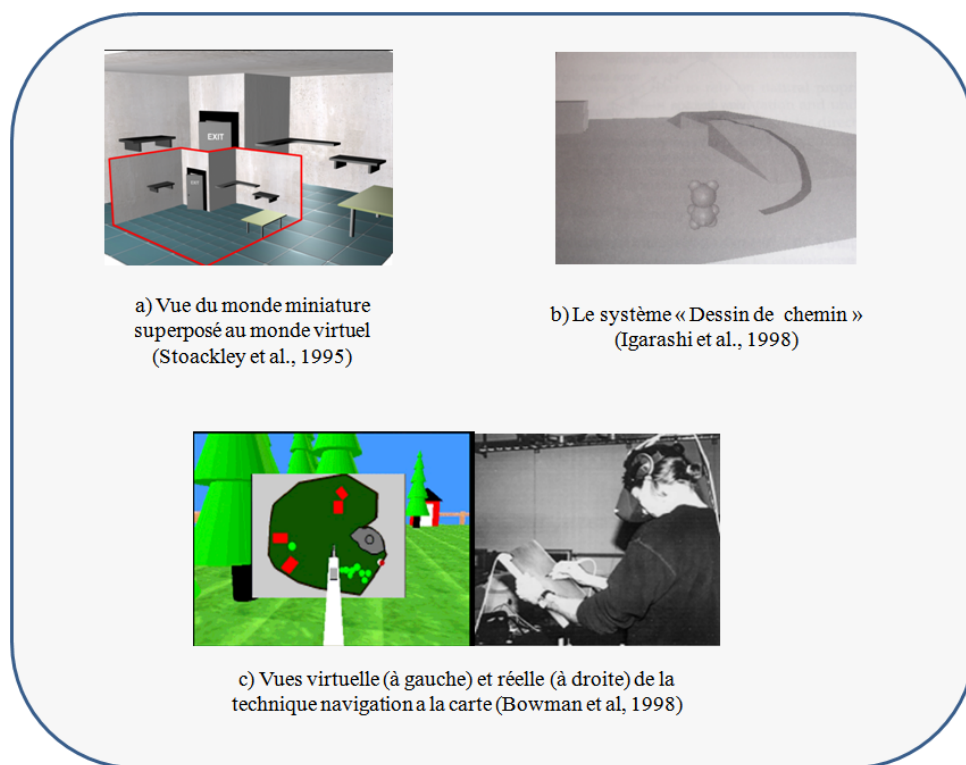 EXIT
EXIT
a) Vue du monde miniature
superposé au monde virtuel
(Stoackley et al., 1995)
b) Le système « Dessin de chemin »
(Igarashi et al., 1998)
c) Vues virtuelle (à gauche) et réelle (à droite) de la
technique navigation a la carte (Bowman et al, 1998)